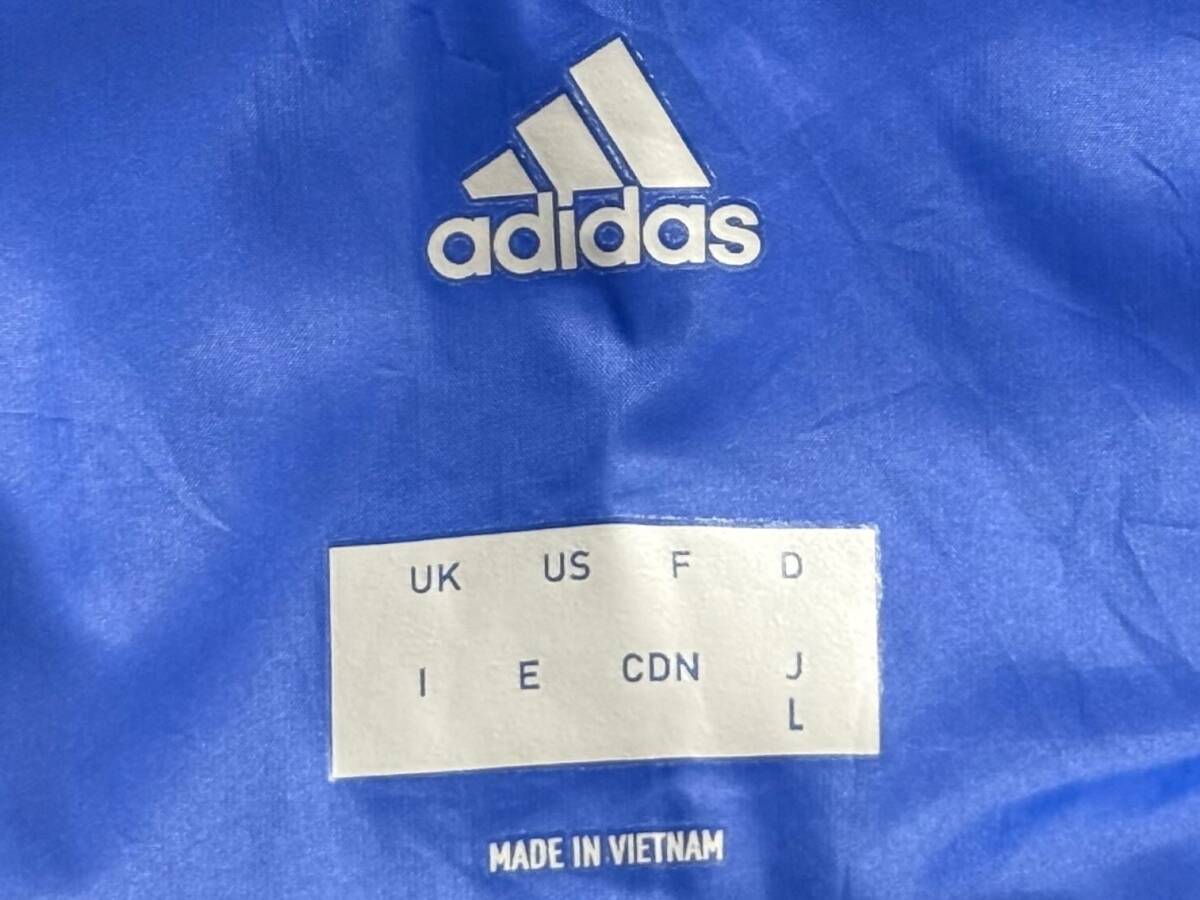 adidas
UK US F D
I E CDN J
L
MADE IN VIETNAM